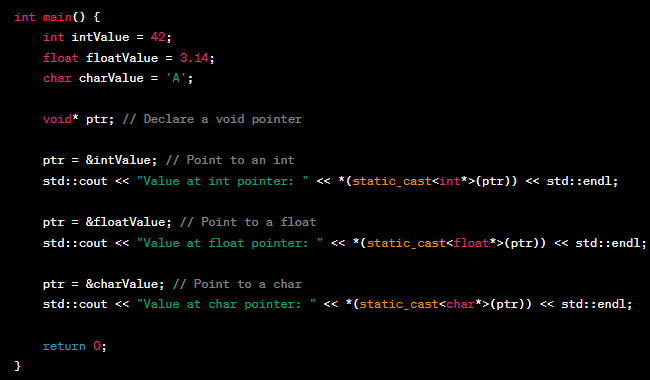 int main() {
    int intValue = 42;
    float floatValue = 3.14;
    char charValue = 'A';

    void* ptr; // Declare a void pointer

    ptr = &intValue; // Point to an int
    std::cout << "Value at int pointer: " << *(static_cast<int*>(ptr)) << std::endl;

    ptr = &floatValue; // Point to a float
    std::cout << "Value at float pointer: " << *(static_cast<float*>(ptr)) << std::endl;

    ptr = &charValue; // Point to a char
    std::cout << "Value at char pointer: " << *(static_cast<char*>(ptr)) << std::endl;

    return 0;
}